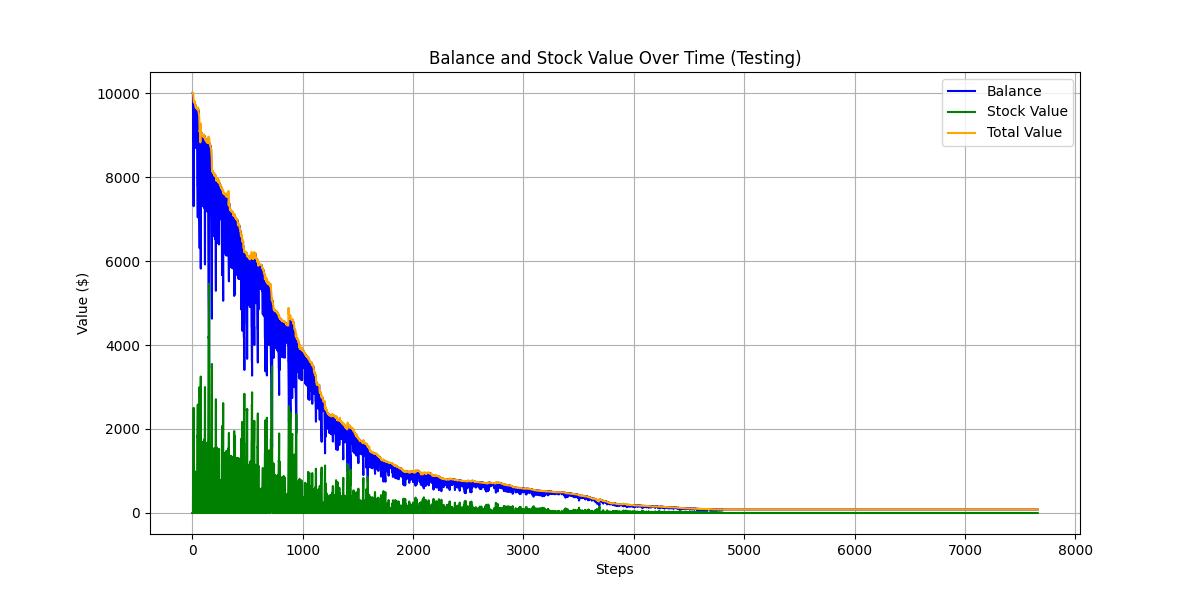 Balance and Stock Value Over Time (Testing)
Balance
Stock Value
Total Value
Value ($)
10000
8000
6000
4000
2000
0
0 1000 2000 3000 4000 5000 6000 7000 8000
Steps